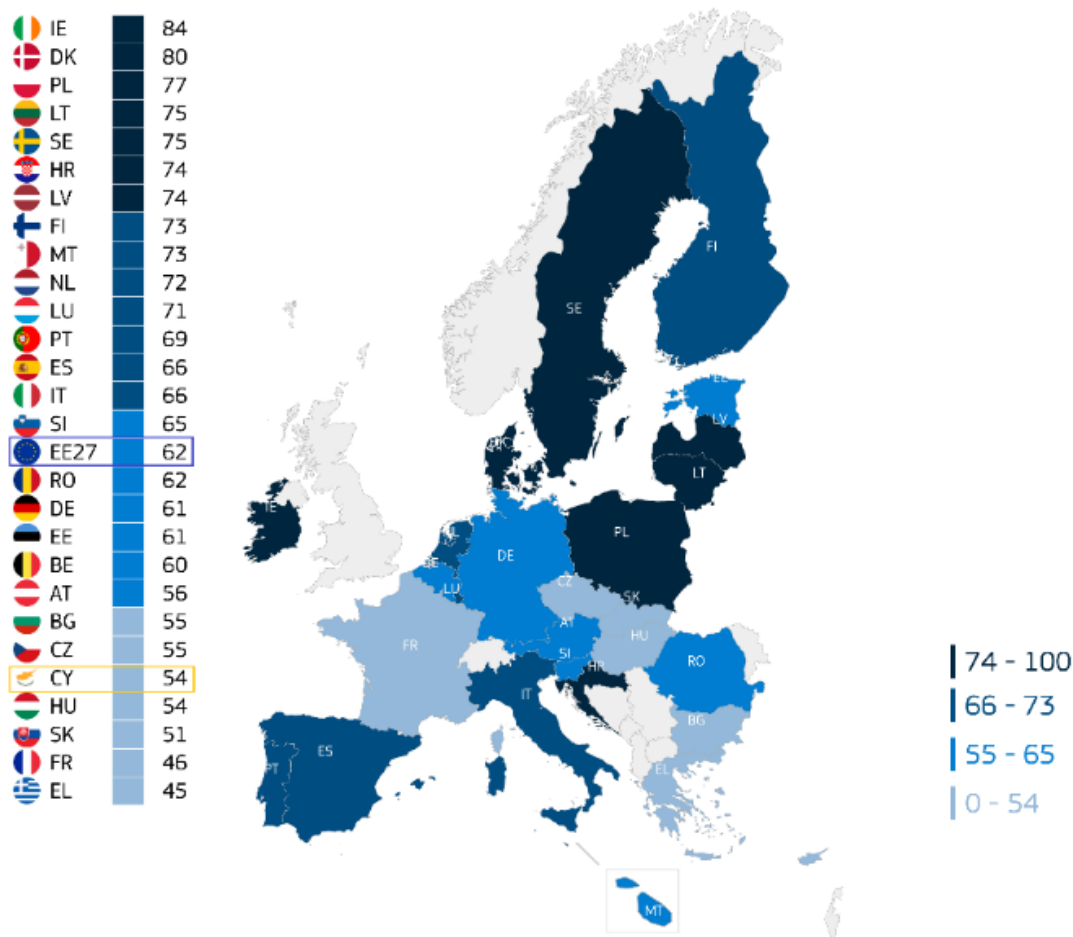 IE 84
DK 80
PL 77
LT 75
SE 75
HR 74
LV 74
FI 73
MT 73
NL 72
LU 71
PT 69
ES 66
IT 66
SI 65
EE27 62
RO 62
DE 61
EE 61
BE 60
AT 56
BG 55
CZ 55
CY 54
HU 54
SK 51
FR 46
EL 45
FI
SE
EE
LV
DK
LT
IE
NL
PL
BE
DE
CZ
LU
SK
AT
HU
FR
SI
RO
HR
IT
BG
ES
PT
EL
MT
74 - 100
66 - 73
55 - 65
0 - 54